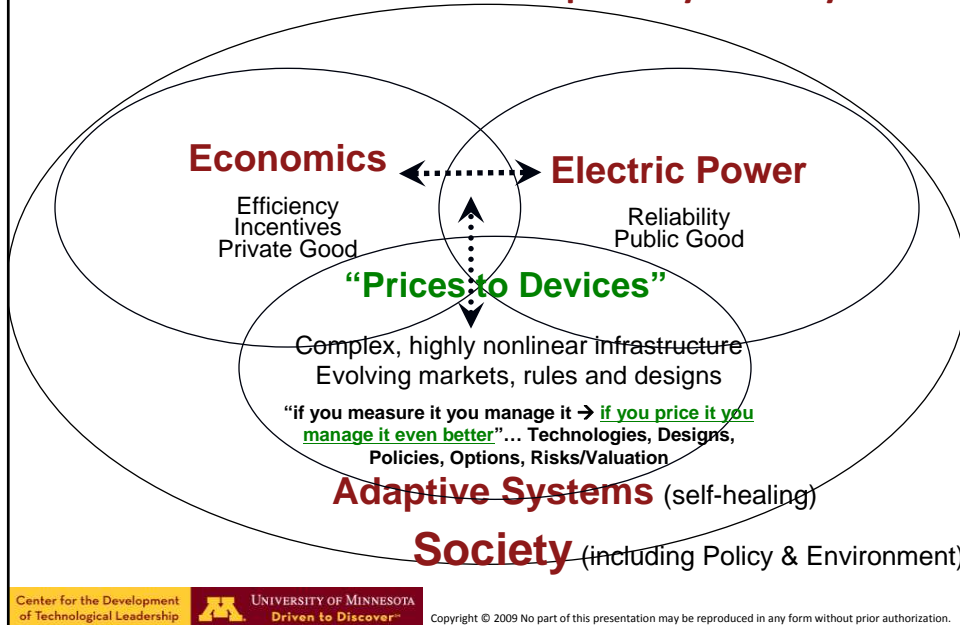 Economics
Electric Power
Efficiency
Incentives
Private Good
Reliability
Public Good
“Prices to Devices”
Complex, highly nonlinear infrastructure
Evolving markets, rules and designs
“if you measure it you manage it → if you price it you
manage it even better”… Technologies, Designs,
Policies, Options, Risks/Valuation
Adaptive Systems (self-healing)
Society (including Policy & Environment)
Center for the Development
of Technological Leadership
UNIVERSITY OF MINNESOTA
Driven to Discover℠
Copyright © 2009 No part of this presentation may be reproduced in any form without prior authorization.